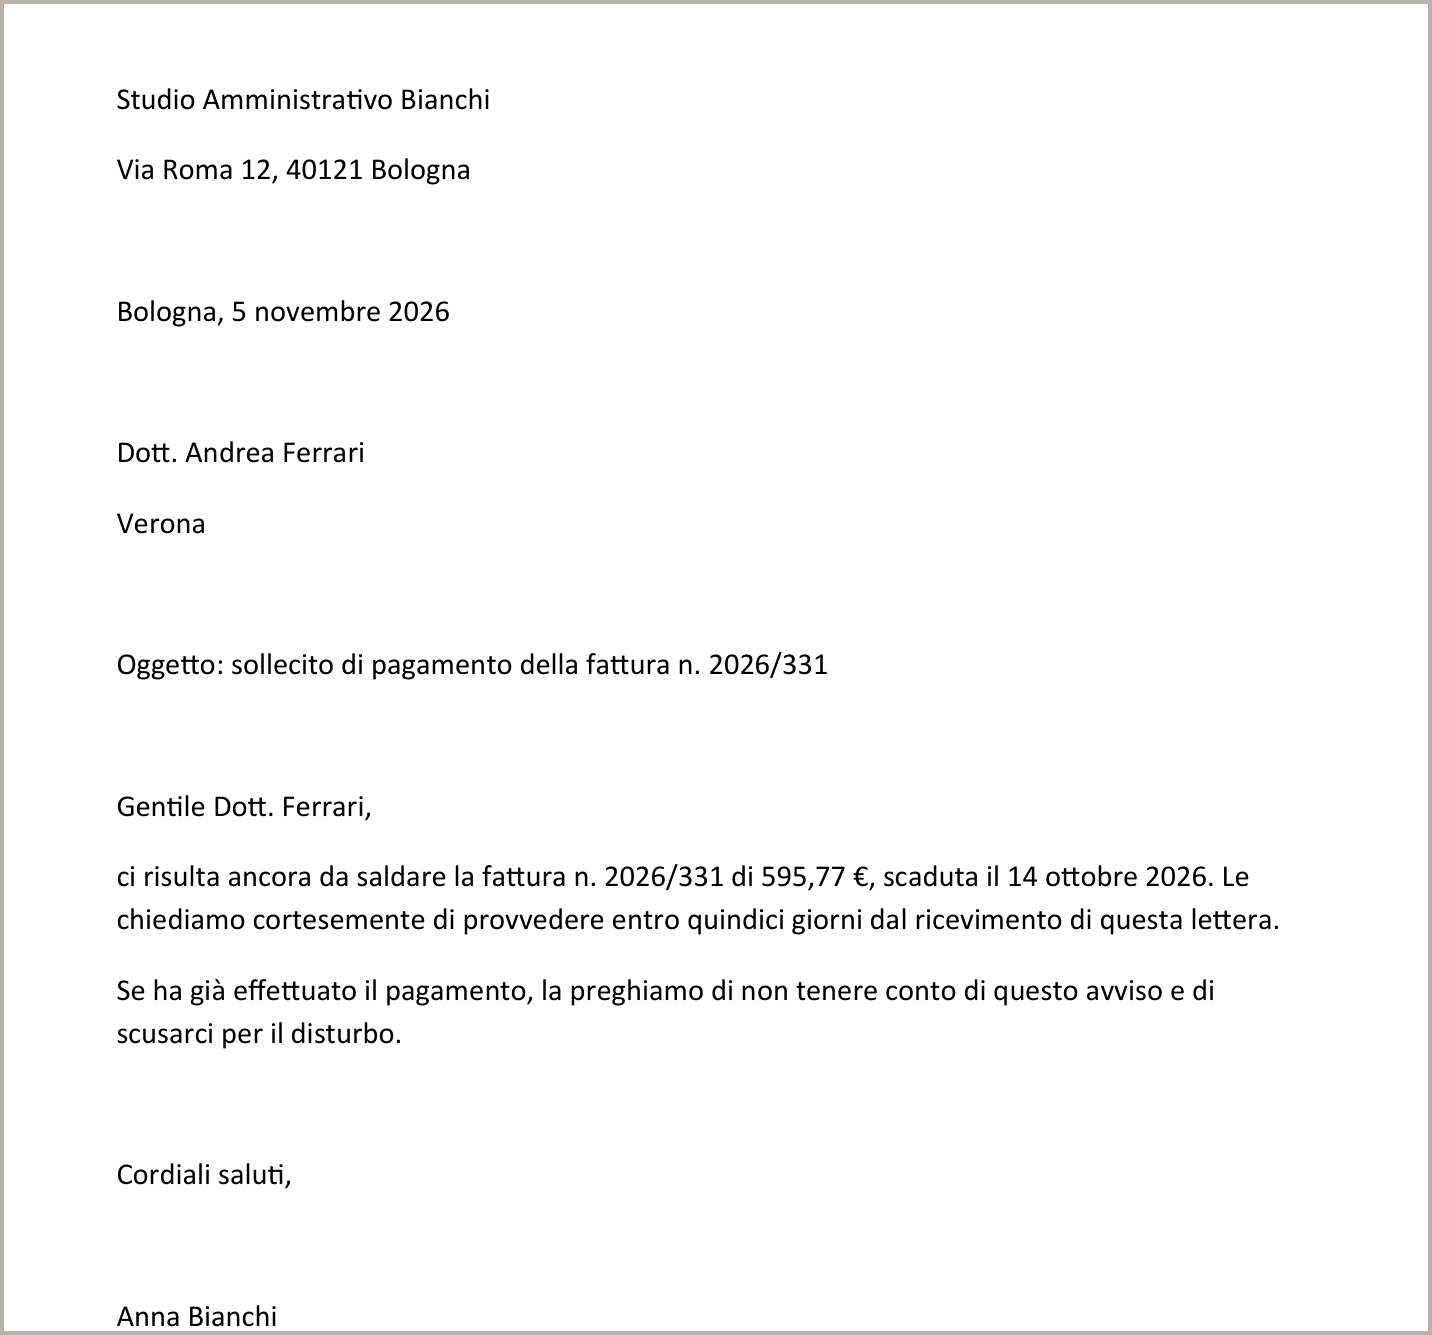 Studio Amministrativo Bianchi
Via Roma 12, 40121 Bologna
Bologna, 5 novembre 2026
Dott. Andrea Ferrari
Verona
Oggetto: sollecito di pagamento della fattura n. 2026/331
Gentile Dott. Ferrari,
ci risulta ancora da saldare la fattura n. 2026/331 di 595,77 €, scaduta il 14 ottobre 2026. Le
chiediamo cortesemente di provvedere entro quindici giorni dal ricevimento di questa lettera.
Se ha già effettuato il pagamento, la preghiamo di non tenere conto di questo avviso e di
scusarci per il disturbo.
Cordiali saluti,
Anna Bianchi